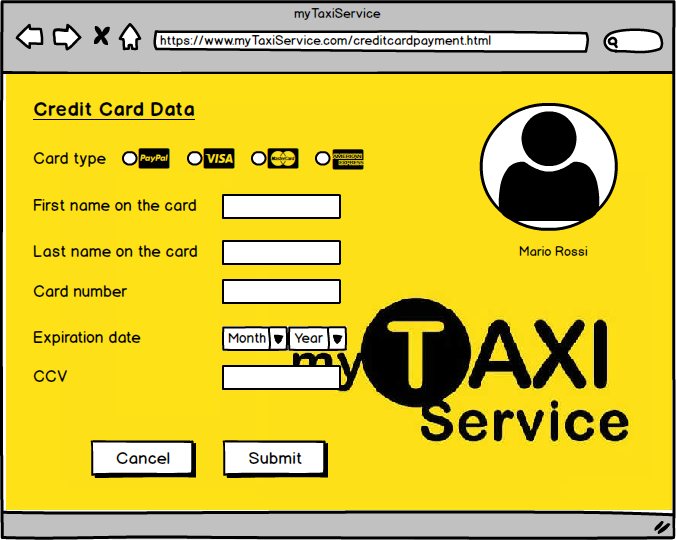 myTaxiService
https://www.myTaxiService.com/creditcardpayment.html
Credit Card Data
Card type PayPal VISA MasterCard AMERICAN EXPRESS
First name on the card
Last name on the card
Mario Rossi
Card number
Expiration date Month Year
my TAXI
CCV
Service
Cancel Submit